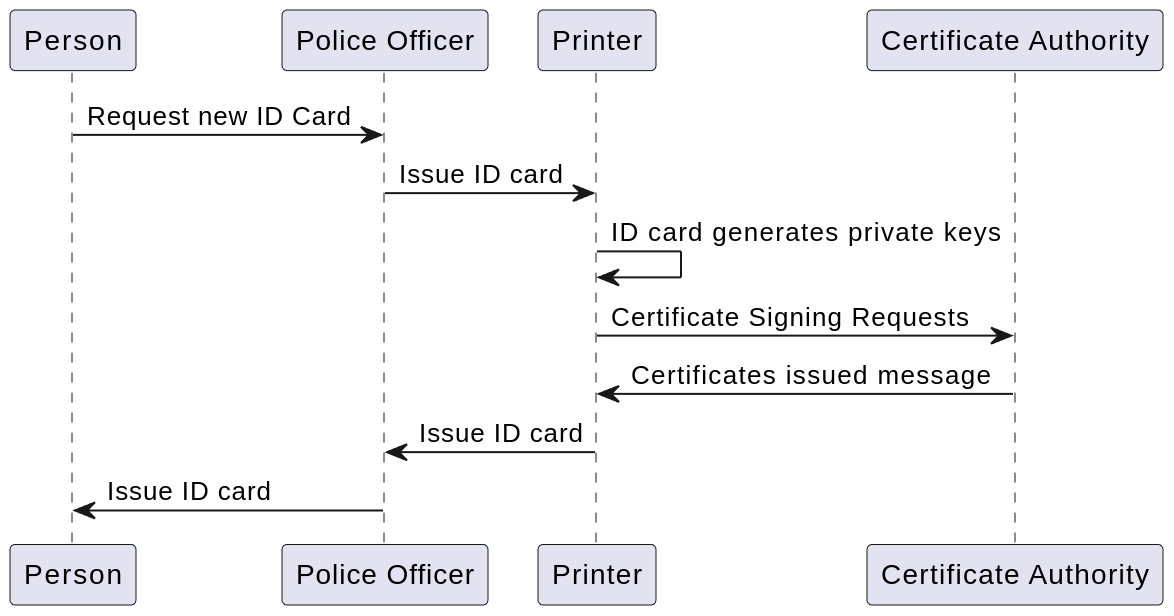 Person
Police Officer
Printer
Certificate Authority
Request new ID Card
Issue ID card
ID card generates private keys
Certificate Signing Requests
Certificates issued message
Issue ID card
Issue ID card
Person
Police Officer
Printer
Certificate Authority